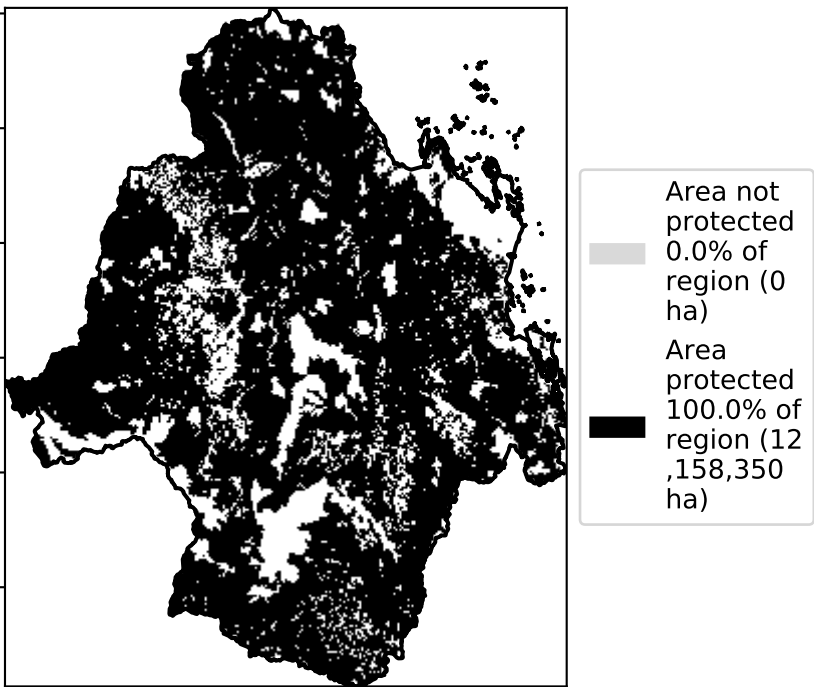 Area not
protected
0.0% of
region (0
ha)
Area
protected
100.0% of
region (12
,158,350
ha)